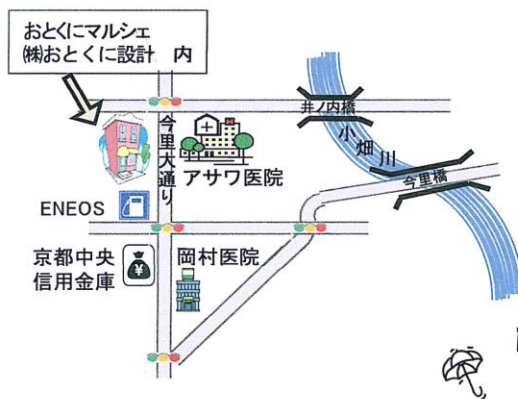 おとくにマルシェ
㈱おとくに設計 内
井ノ内橋
小畑川
今里大通り
アサワ医院
今里橋
ENEOS
京都中央
信用金庫
¥
岡村医院